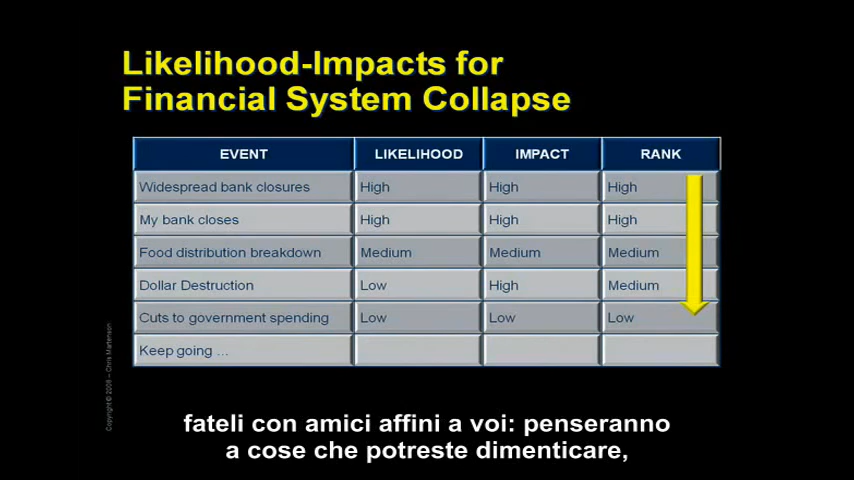 Likelihood-Impacts for
Financial System Collapse
EVENT LIKELIHOOD IMPACT RANK
Widespread bank closures High High High
My bank closes High High High
Food distribution breakdown Medium Medium Medium
Dollar Destruction Low High Medium
Cuts to government spending Low Low Low
Keep going ...
Copyright © 2008 – Chris Martenson
fateli con amici affini a voi: penseranno
a cose che potreste dimenticare,